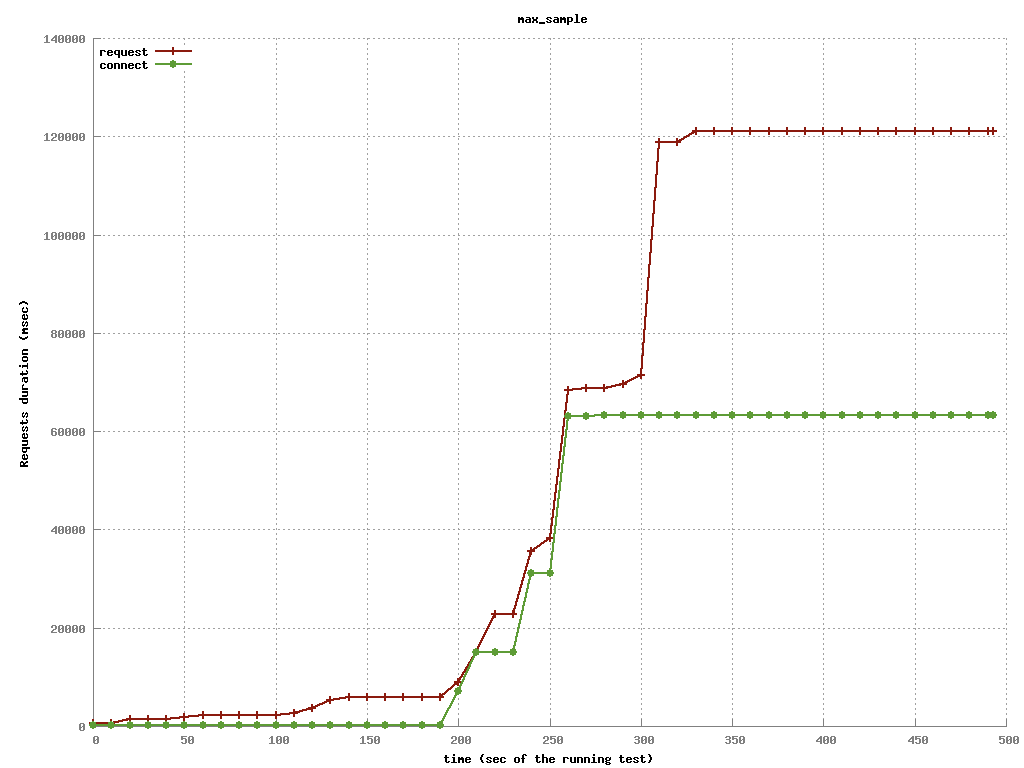 max_sample
140000
120000
100000
80000
60000
40000
20000
0
request
connect
Requests duration (msec)
0 50 100 150 200 250 300 350 400 450 500
time (sec of the running test)